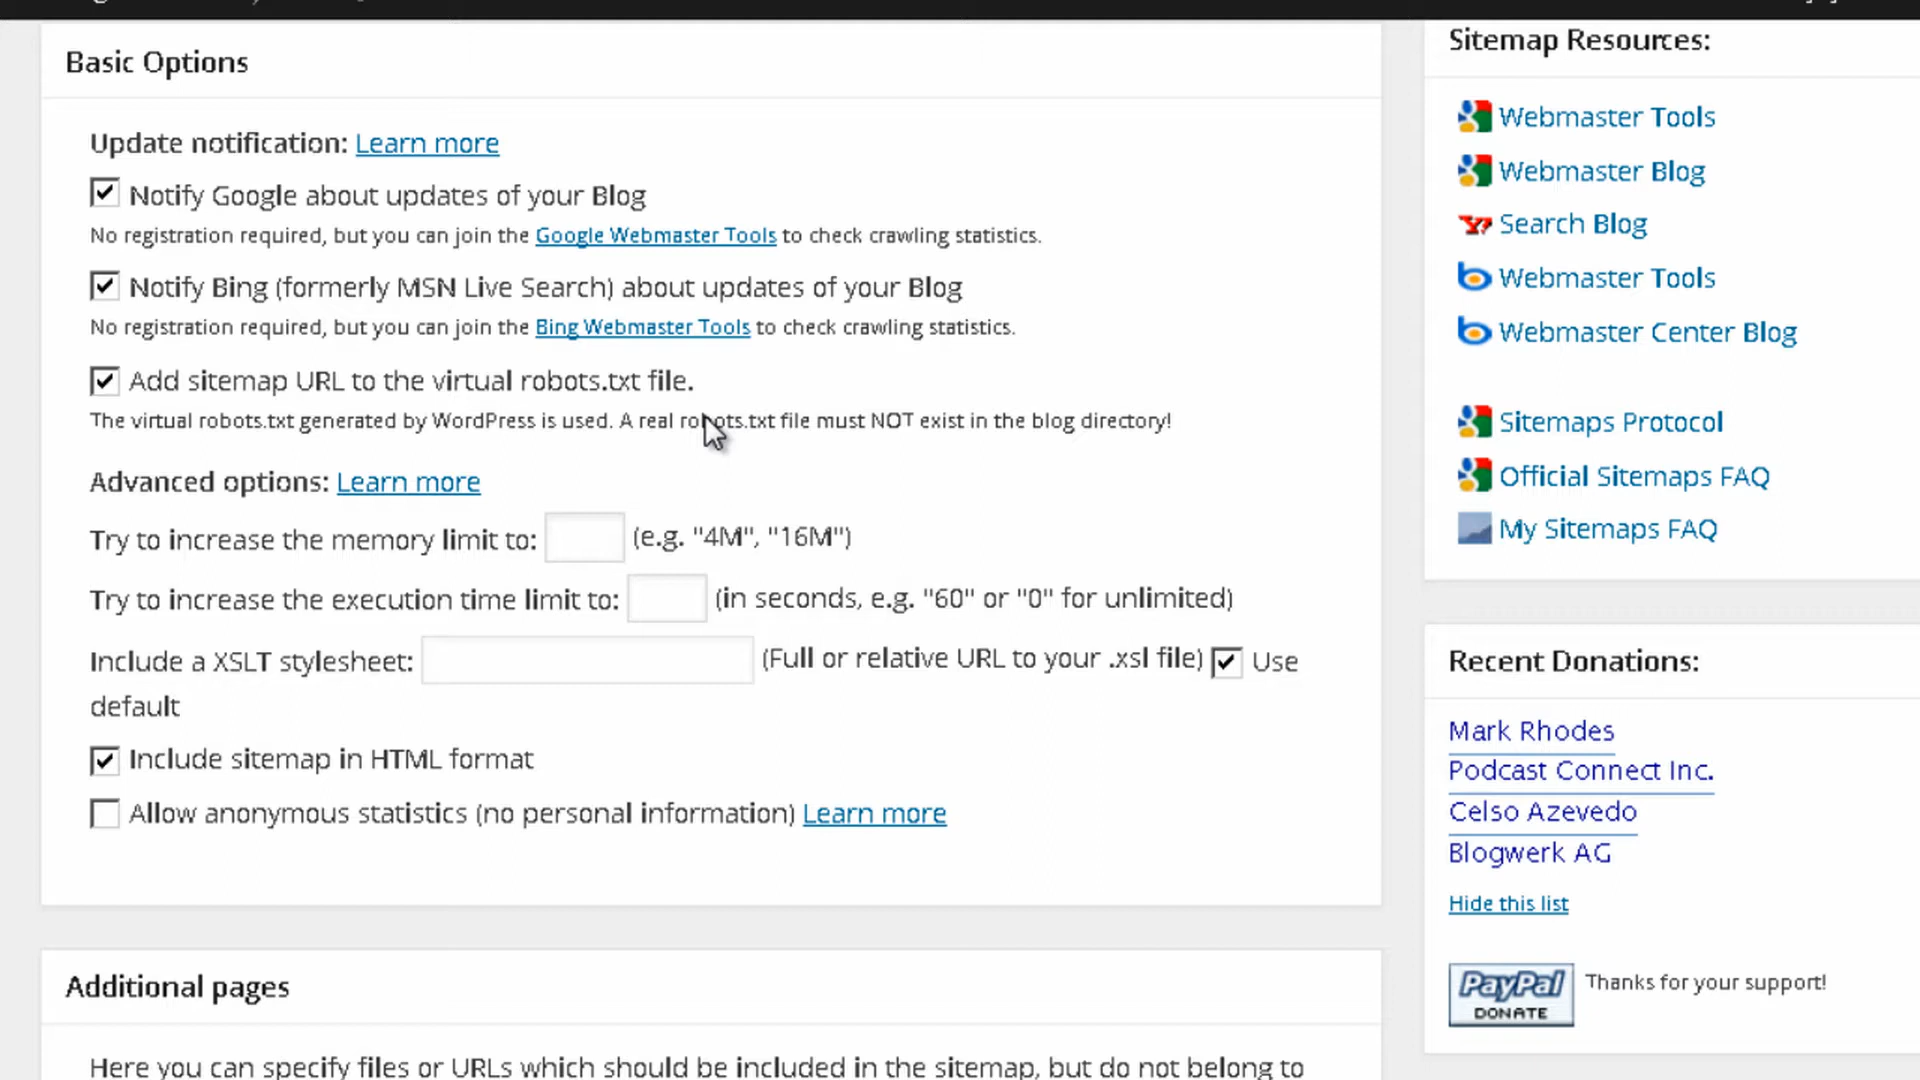 Basic Options
Update notification: Learn more
Notify Google about updates of your Blog
No registration required, but you can join the Google Webmaster Tools to check crawling statistics.
Notify Bing (formerly MSN Live Search) about updates of your Blog
No registration required, but you can join the Bing Webmaster Tools to check crawling statistics.
Add sitemap URL to the virtual robots.txt file.
The virtual robots.txt generated by WordPress is used. A real robots.txt file must NOT exist in the blog directory!
Advanced options: Learn more
Try to increase the memory limit to: (e.g. "4M", "16M")
Try to increase the execution time limit to: (in seconds, e.g. "60" or "0" for unlimited)
Include a XSLT stylesheet: (Full or relative URL to your .xsl file) Use
default
Include sitemap in HTML format
Allow anonymous statistics (no personal information) Learn more
Additional pages
Here you can specify files or URLs which should be included in the sitemap, but do not belong to
Sitemap Resources:
Webmaster Tools
Webmaster Blog
Search Blog
Webmaster Tools
Webmaster Center Blog
Sitemaps Protocol
Official Sitemaps FAQ
My Sitemaps FAQ
Recent Donations:
Mark Rhodes
Podcast Connect Inc.
Celso Azevedo
Blogwerk AG
Hide this list
PayPal
DONATE
Thanks for your support!